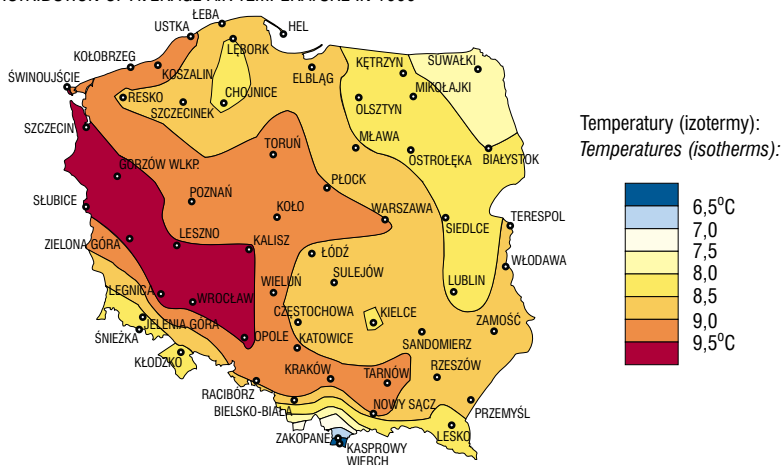 ŁEBA
USTKA
HEL
LĘBORK
KOŁOBRZEG
KOSZALIN
ELBLĄG
KĘTRZYN
SUWAŁKI
ŚWINOUJŚCIE
RESKO
CHOJNICE
SZCZECINEK
OLSZTYN
MIKOŁAJKI
SZCZECIN
TORUŃ
MŁAWA
OSTROŁĘKA
BIAŁYSTOK
GORZÓW WLKP.
PŁOCK
POZNAŃ
SŁUBICE
KOŁO
WARSZAWA
SIEDLCE
TERESPOL
ZIELONA GÓRA
LESZNO
KALISZ
ŁÓDŹ
WŁODAWA
SULEJÓW
LEGNICA
WROCŁAW
WIELUŃ
LUBLIN
CZĘSTOCHOWA
KIELCE
ZAMOŚĆ
JELENIA GÓRA
ŚNIEŻKA
OPOLE
KATOWICE
SANDOMIERZ
KŁODZKO
KRAKÓW
TARNÓW
RZESZÓW
RACIBÓRZ
BIELSKO-BIAŁA
NOWY SĄCZ
PRZEMYŚL
LESKO
ZAKOPANE
KASPROWY
WIERCH
Temperatury (izotermy):
Temperatures (isotherms):
6,5°C
7,0
7,5
8,0
8,5
9,0
9,5°C